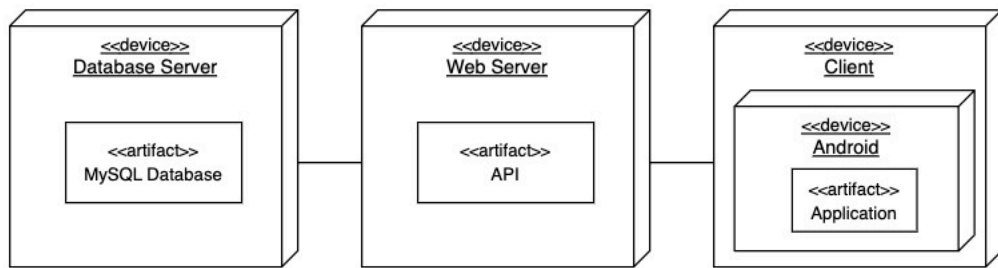 <<device>>
Database Server
<<artifact>>
MySQL Database
<<device>>
Web Server
<<artifact>>
API
<<device>>
Client
<<device>>
Android
<<artifact>>
Application